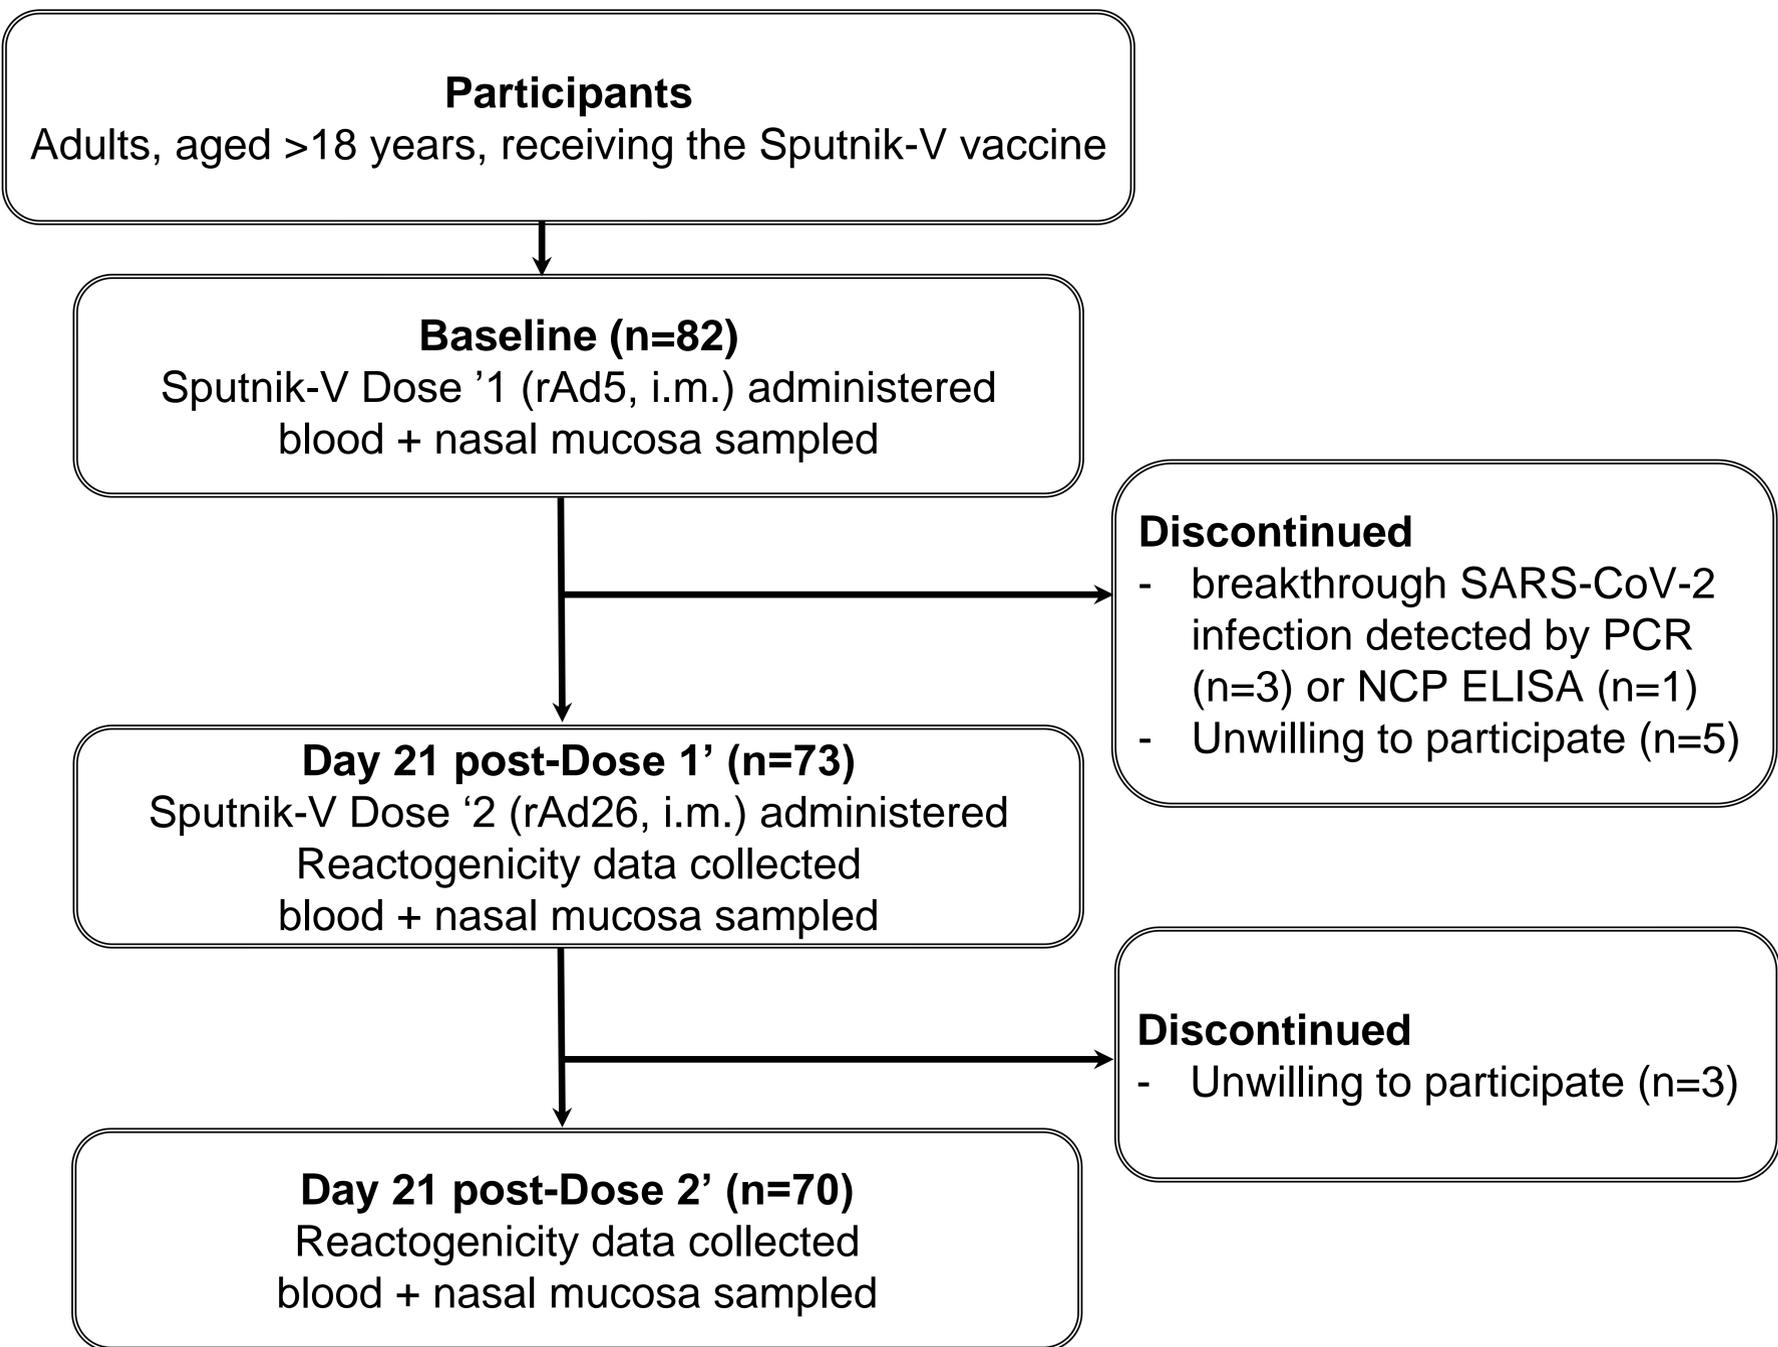 Participants
Adults, aged >18 years, receiving the Sputnik-V vaccine
Baseline (n=82)
Sputnik-V Dose ’1 (rAd5, i.m.) administered
blood + nasal mucosa sampled
Discontinued
- breakthrough SARS-CoV-2
infection detected by PCR
(n=3) or NCP ELISA (n=1)
- Unwilling to participate (n=5)
Day 21 post-Dose 1’ (n=73)
Sputnik-V Dose ‘2 (rAd26, i.m.) administered
Reactogenicity data collected
blood + nasal mucosa sampled
Discontinued
- Unwilling to participate (n=3)
Day 21 post-Dose 2’ (n=70)
Reactogenicity data collected
blood + nasal mucosa sampled